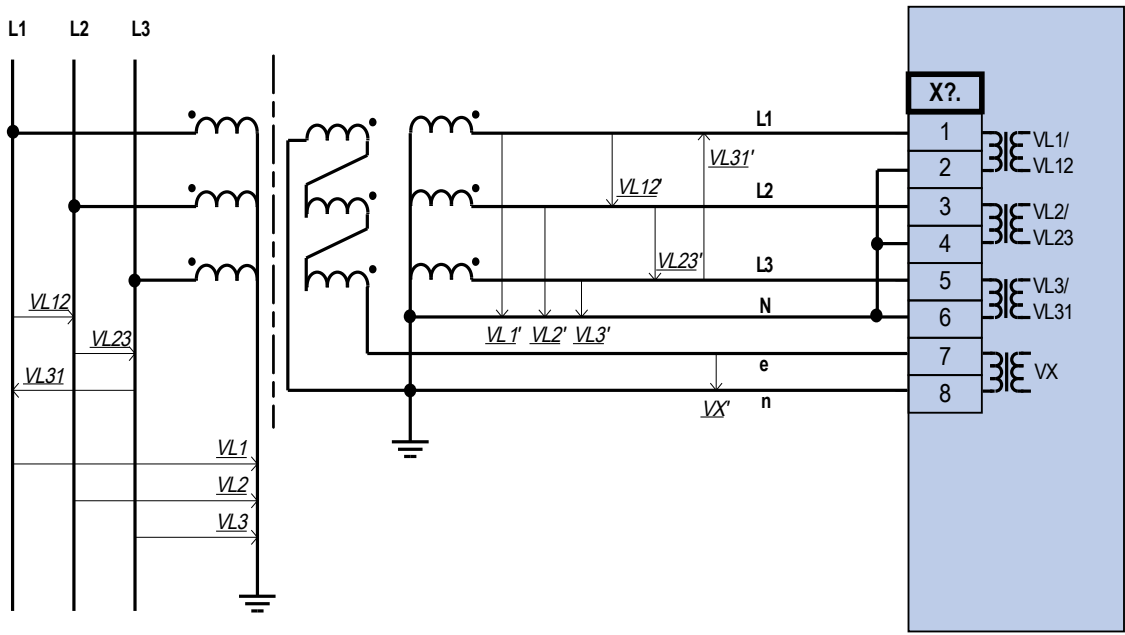 L1 L2 L3
X?.
L1
1
VL1/
VL12
VL31'
2
VL12'
L2
3
VL2/
VL23
4
VL23'
L3
5
VL3/
VL31
VL12
N
6
VL23
VL1' VL2' VL3'
7
e
VX
VL31
8
n
VX'
VL1
VL2
VL3